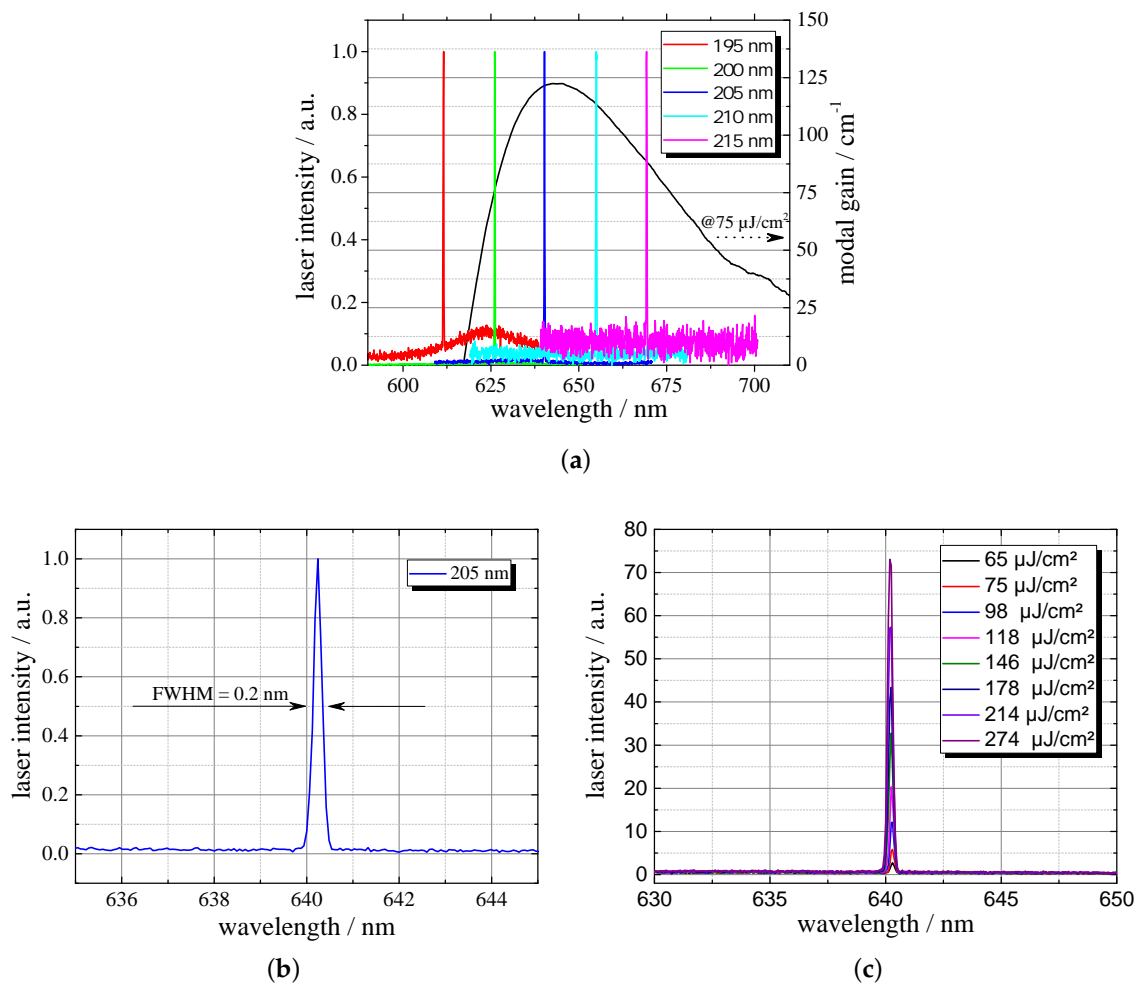 195 nm
200 nm
205 nm
210 nm
215 nm
@75 µJ/cm²
laser intensity / a.u.
1.0
0.8
0.6
0.4
0.2
0.0
modal gain / cm⁻¹
150
125
100
75
50
25
0
600 625 650 675 700
wavelength / nm
(a)
205 nm
FWHM = 0.2 nm
laser intensity / a.u.
1.0
0.8
0.6
0.4
0.2
0.0
636 638 640 642 644
wavelength / nm
(b)
65 µJ/cm²
75 µJ/cm²
98 µJ/cm²
118 µJ/cm²
146 µJ/cm²
178 µJ/cm²
214 µJ/cm²
274 µJ/cm²
laser intensity / a.u.
80
70
60
50
40
30
20
10
0
630 635 640 645 650
wavelength / nm
(c)